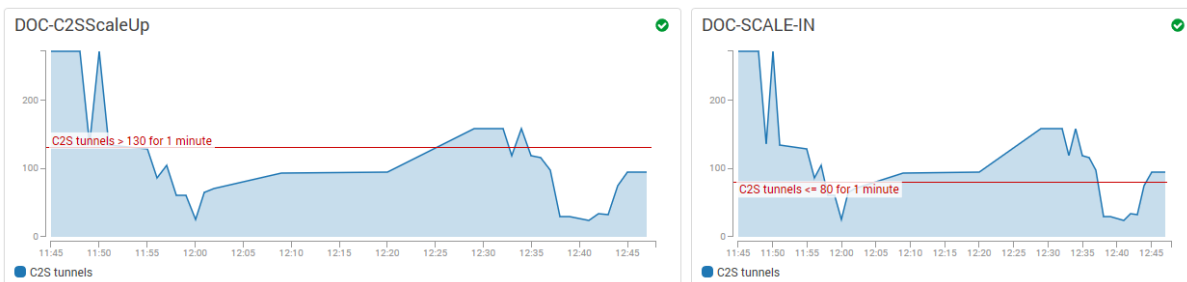 DOC-C2SScaleUp
200
C2S tunnels > 130 for 1 minute
100
0
11:45 11:50 11:55 12:00 12:05 12:10 12:15 12:20 12:25 12:30 12:35 12:40 12:45
C2S tunnels
DOC-SCALE-IN
200
100
C2S tunnels <= 80 for 1 minute
0
11:45 11:50 11:55 12:00 12:05 12:10 12:15 12:20 12:25 12:30 12:35 12:40 12:45
C2S tunnels